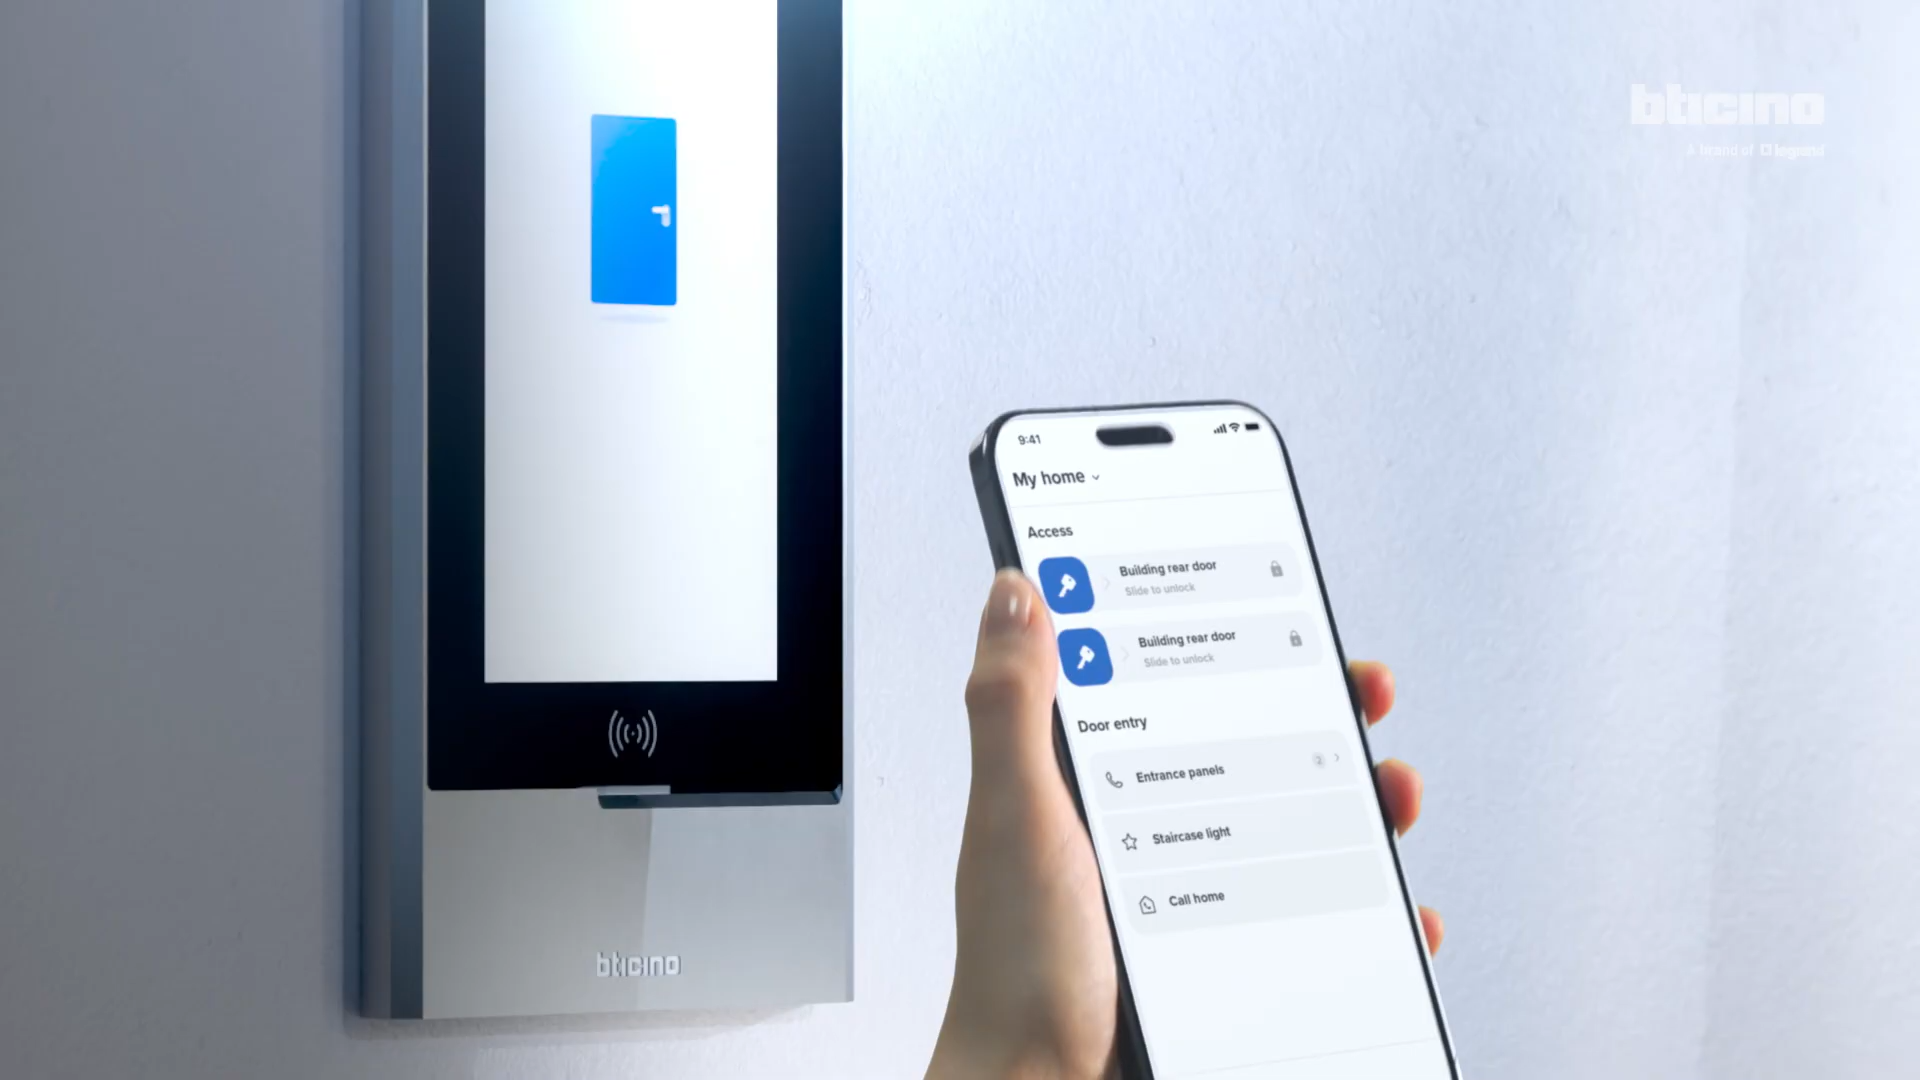 bticino
A brand of legrand
9:41
My home
Access
Building rear door
Slide to unlock
Building rear door
Slide to unlock
Door entry
Entrance panels
2
Staircase light
Call home
bticino